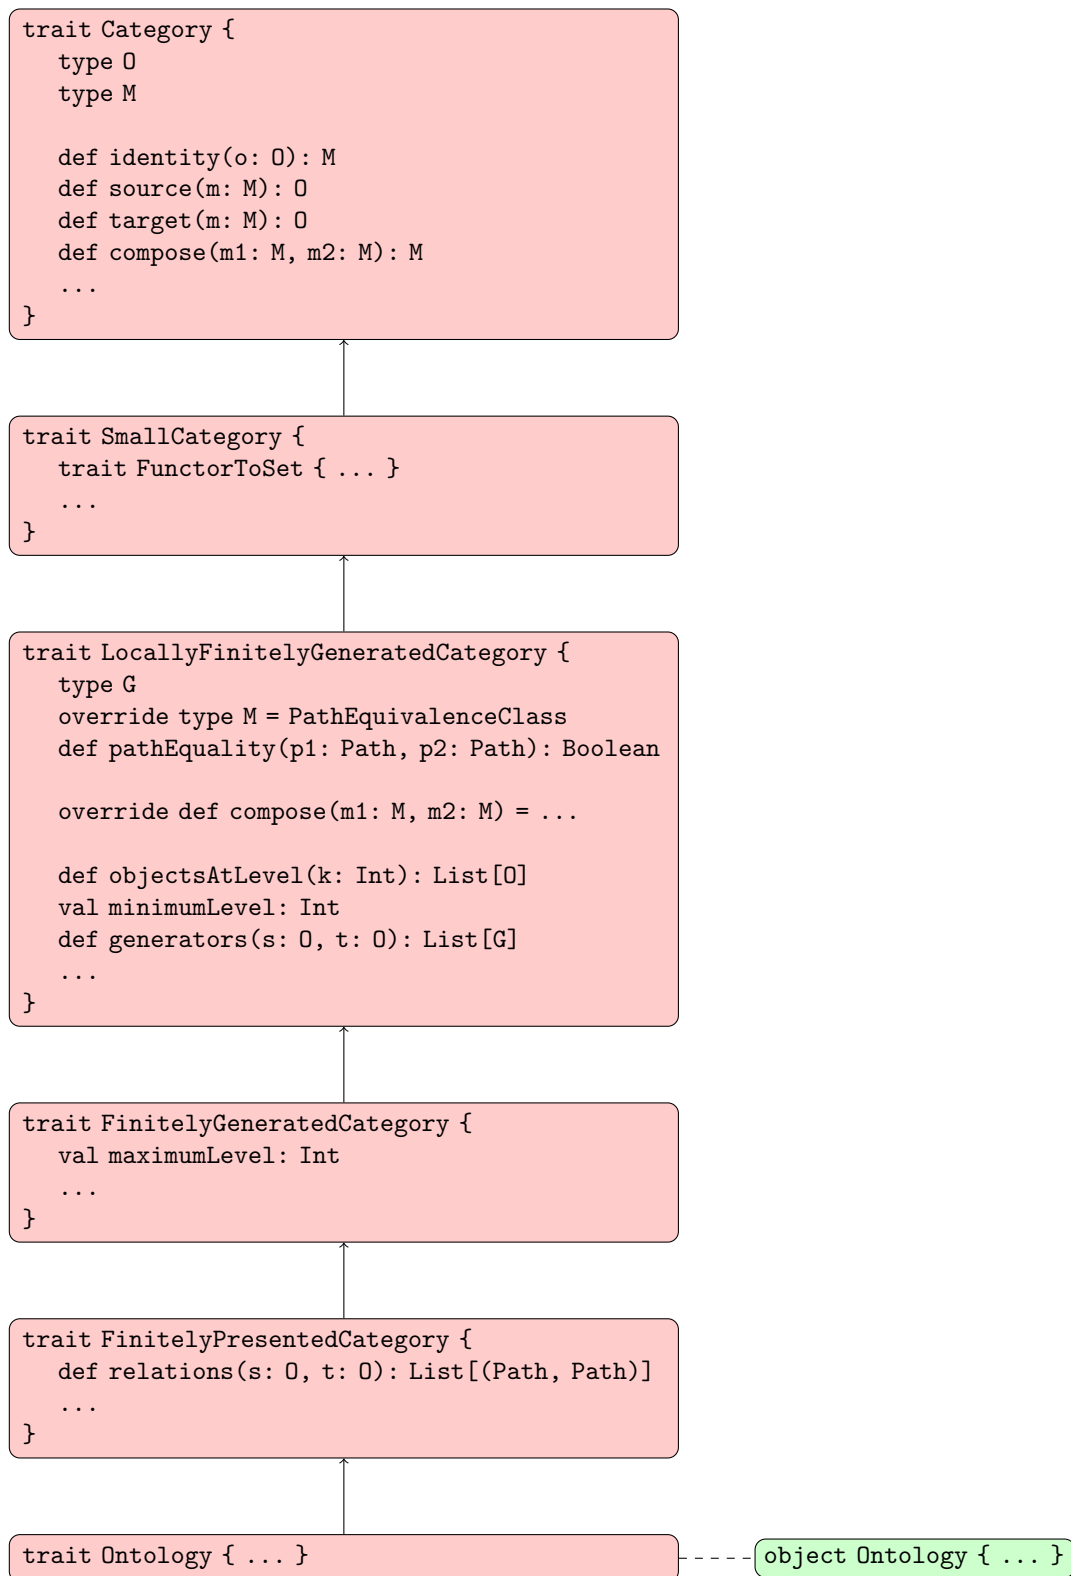 trait Category {
type O
type M
def identity(o: O): M
def source(m: M): O
def target(m: M): O
def compose(m1: M, m2: M): M
...
}
trait SmallCategory {
trait FunctorToSet { ... }
...
}
trait LocallyFinitelyGeneratedCategory {
type G
override type M = PathEquivalenceClass
def pathEquality(p1: Path, p2: Path): Boolean
override def compose(m1: M, m2: M) = ...
def objectsAtLevel(k: Int): List[O]
val minimumLevel: Int
def generators(s: O, t: O): List[G]
...
}
trait FinitelyGeneratedCategory {
val maximumLevel: Int
...
}
trait FinitelyPresentedCategory {
def relations(s: O, t: O): List[(Path, Path)]
...
}
trait Ontology { ... }
object Ontology { ... }